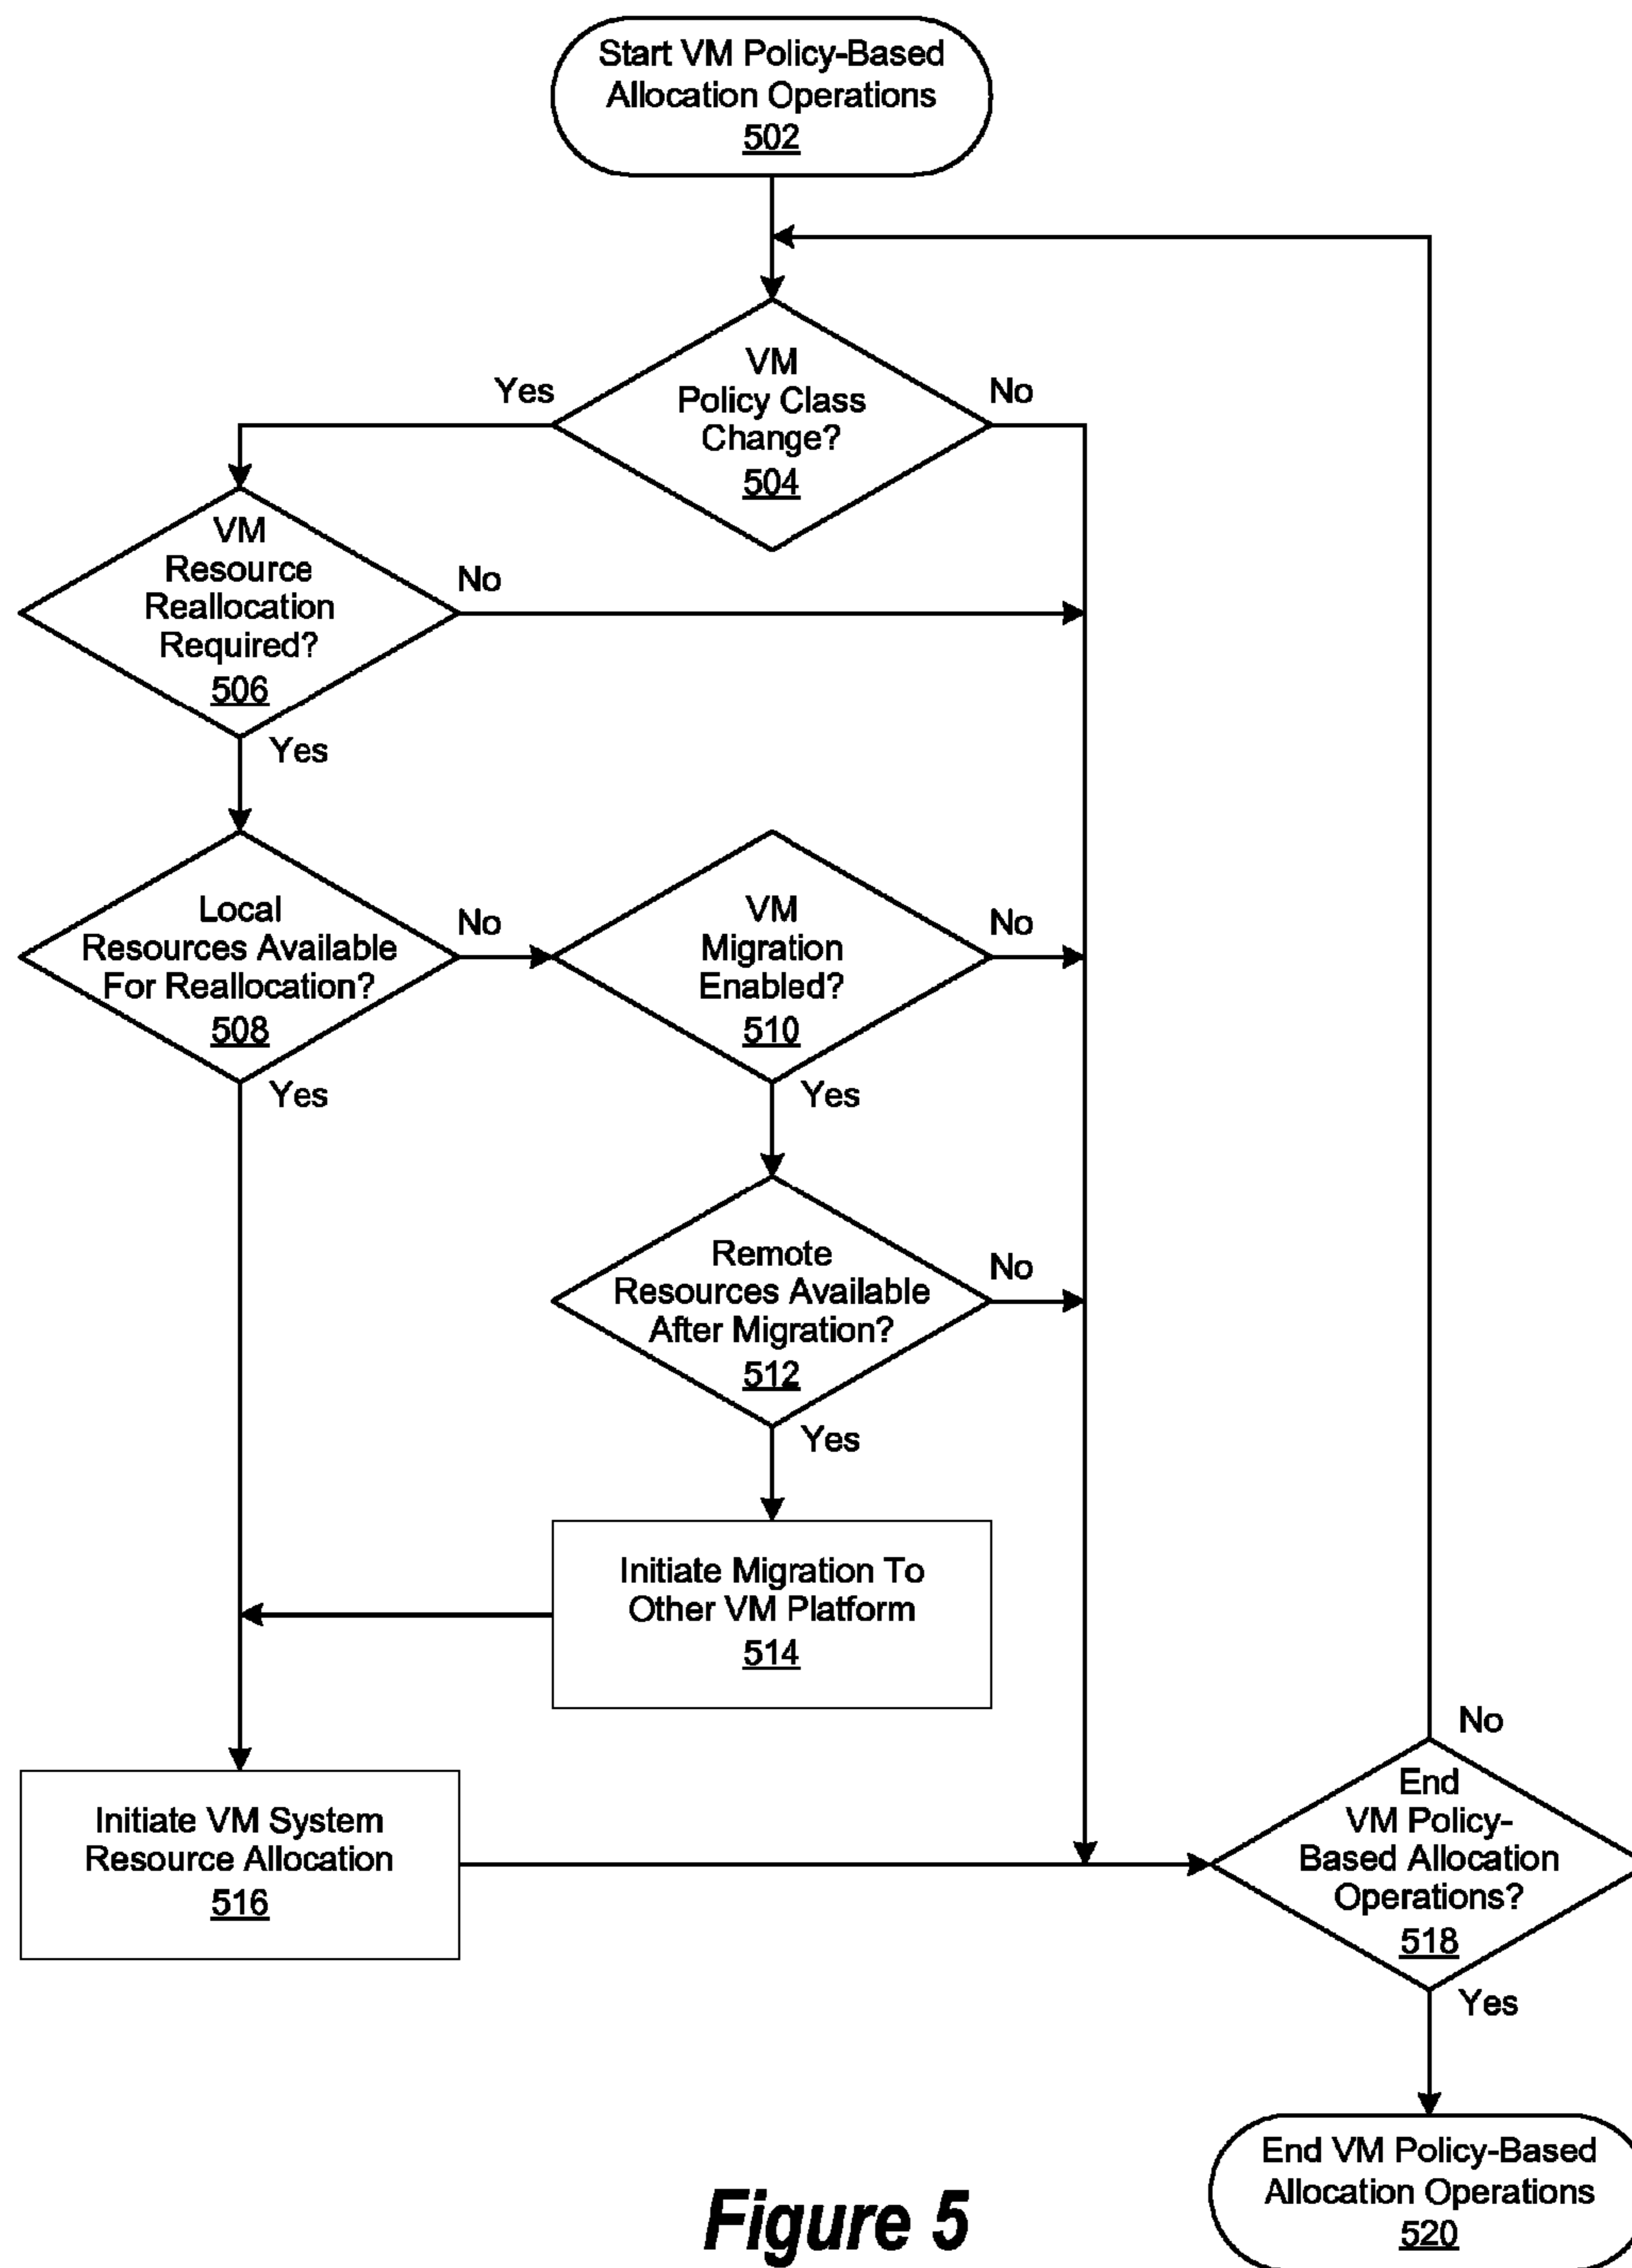 Start VM Policy-Based
Allocation Operations
502
VM
Policy Class
Change?
504
Yes
No
VM
Resource
Reallocation
Required?
506
No
Yes
Local
Resources Available
For Reallocation?
508
No
Yes
VM
Migration
Enabled?
510
No
Yes
Remote
Resources Available
After Migration?
512
No
Yes
Initiate Migration To
Other VM Platform
514
Initiate VM System
Resource Allocation
516
No
End
VM Policy-
Based Allocation
Operations?
518
Yes
End VM Policy-Based
Allocation Operations
520
Figure 5